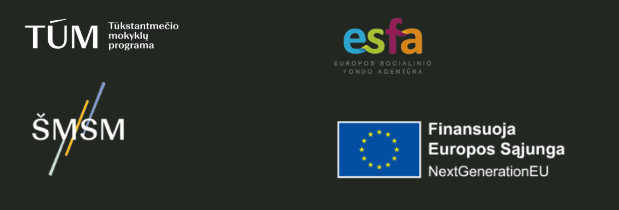 TŪM
Tūkstantmečio
mokyklų
programa
esfa
EUROPOS SOCIALINIO
FONDO AGENTŪRA
ŠMSM
Finansuoja
Europos Sąjunga
NextGenerationEU